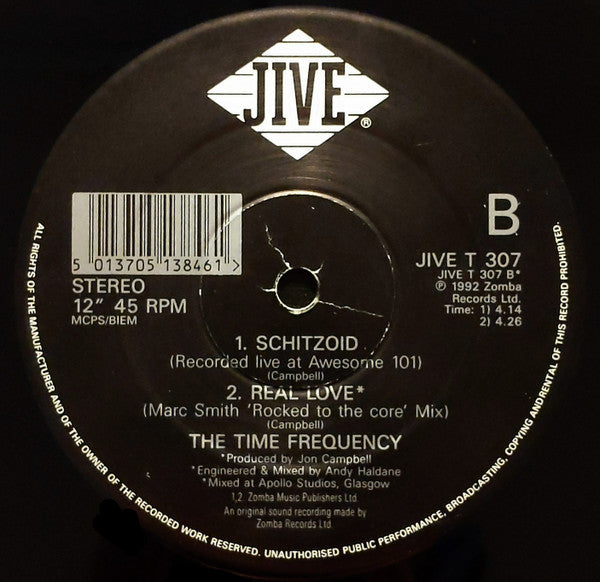 JIVE
®
B
5 013705 138461 >
STEREO
12" 45 RPM
MCPS/BIEM
JIVE T 307
JIVE T 307 B*
℗ 1992 Zomba
Records Ltd.
Time: 1) 4.14
2) 4.26
1. SCHITZOID
(Recorded live at Awesome 101)
(Campbell)
2. REAL LOVE*
(Marc Smith 'Rocked to the core' Mix)
(Campbell)
THE TIME FREQUENCY
*Produced by Jon Campbell
*Engineered & Mixed by Andy Haldane
*Mixed at Apollo Studios, Glasgow
1,2. Zomba Music Publishers Ltd
An original sound recording made by
Zomba Records Ltd.
ALL RIGHTS OF THE MANUFACTURER AND OF THE OWNER OF THE RECORDED WORK RESERVED. UNAUTHORISED PUBLIC PERFORMANCE, BROADCASTING, COPYING AND RENTAL OF THIS RECORD PROHIBITED.